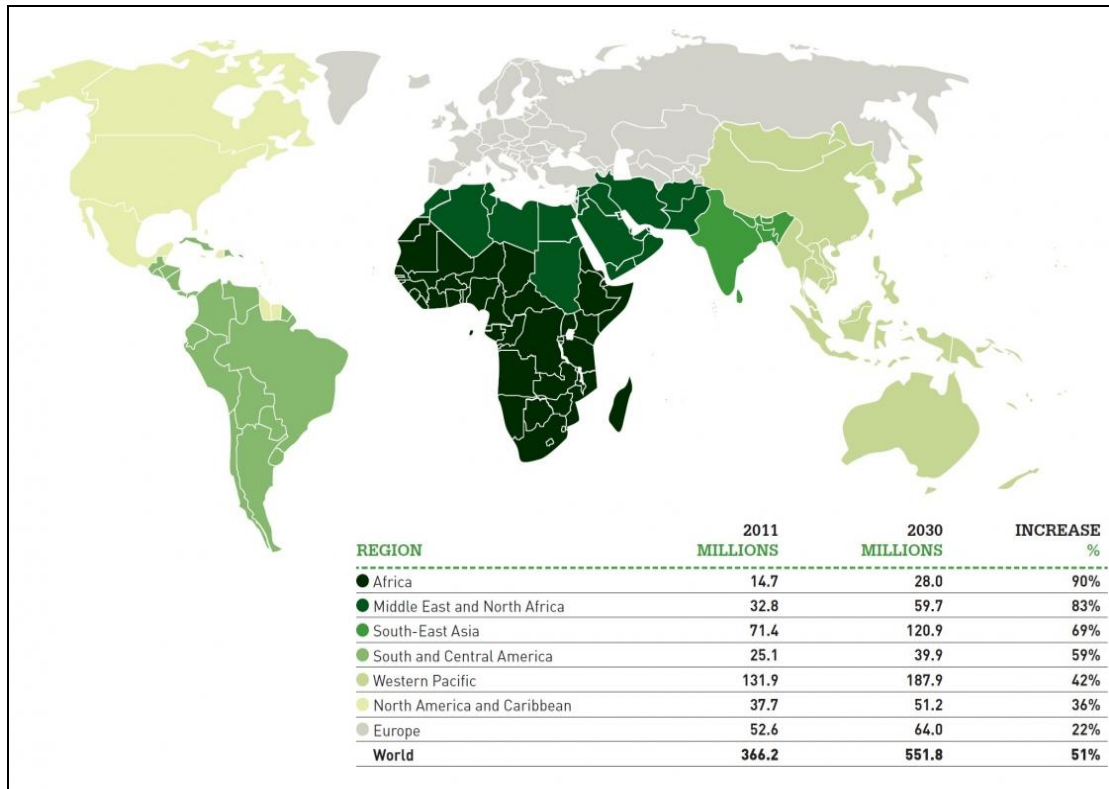 2011 2030 INCREASE
REGION MILLIONS MILLIONS %
Africa 14.7 28.0 90%
Middle East and North Africa 32.8 59.7 83%
South-East Asia 71.4 120.9 69%
South and Central America 25.1 39.9 59%
Western Pacific 131.9 187.9 42%
North America and Caribbean 37.7 51.2 36%
Europe 52.6 64.0 22%
World 366.2 551.8 51%